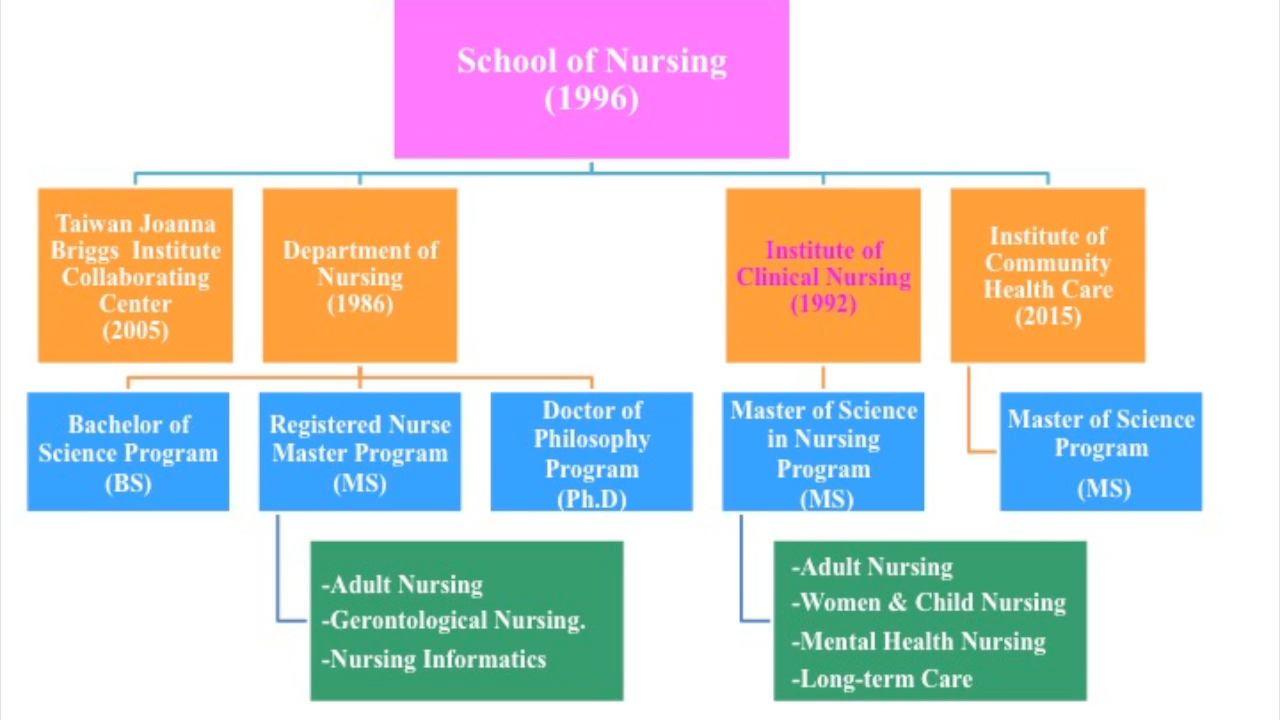 School of Nursing
(1996)
Taiwan Joanna
Briggs Institute
Collaborating
Center
(2005)
Department of
Nursing
(1986)
Institute of
Clinical Nursing
(1992)
Institute of
Community
Health Care
(2015)
Bachelor of
Science Program
(BS)
Registered Nurse
Master Program
(MS)
Doctor of
Philosophy
Program
(Ph.D)
Master of Science
in Nursing
Program
(MS)
Master of Science
Program
(MS)
-Adult Nursing
-Gerontological Nursing.
-Nursing Informatics
-Adult Nursing
-Women & Child Nursing
-Mental Health Nursing
-Long-term Care